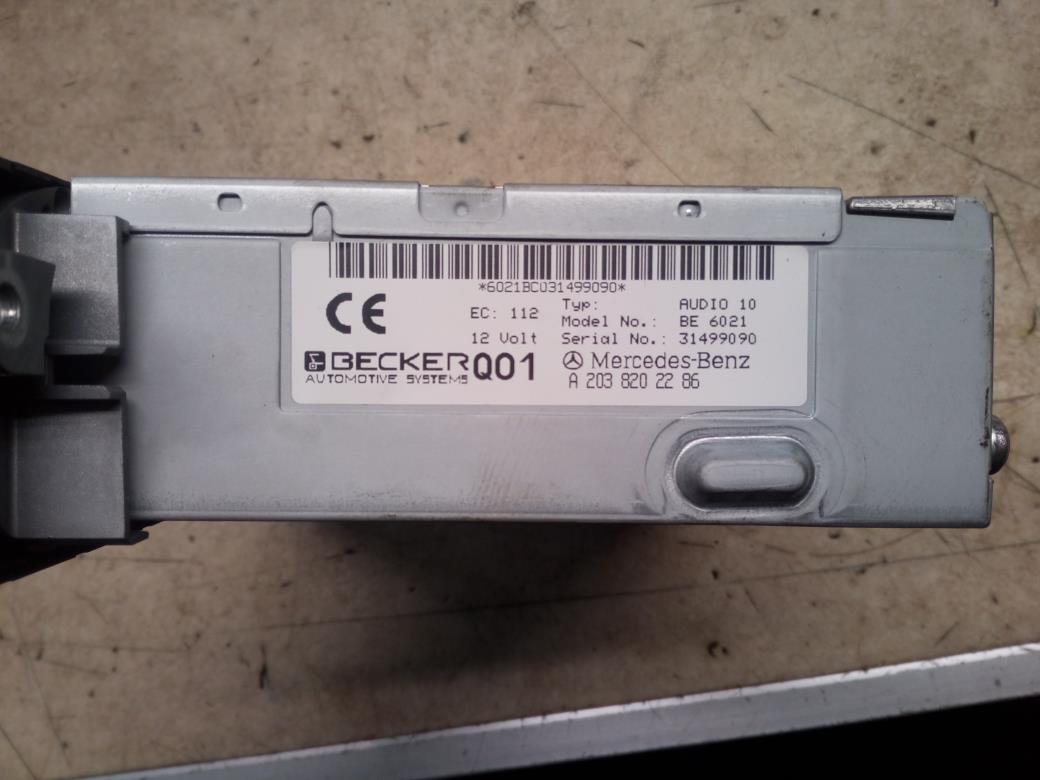 *6021BC031499090*
EC: 112
12 Volt
Typ: AUDIO 10
Model No.: BE 6021
Serial No.: 31499090
CE
BECKER
AUTOMOTIVE SYSTEMS
Q01
Mercedes-Benz
A 203 820 22 86